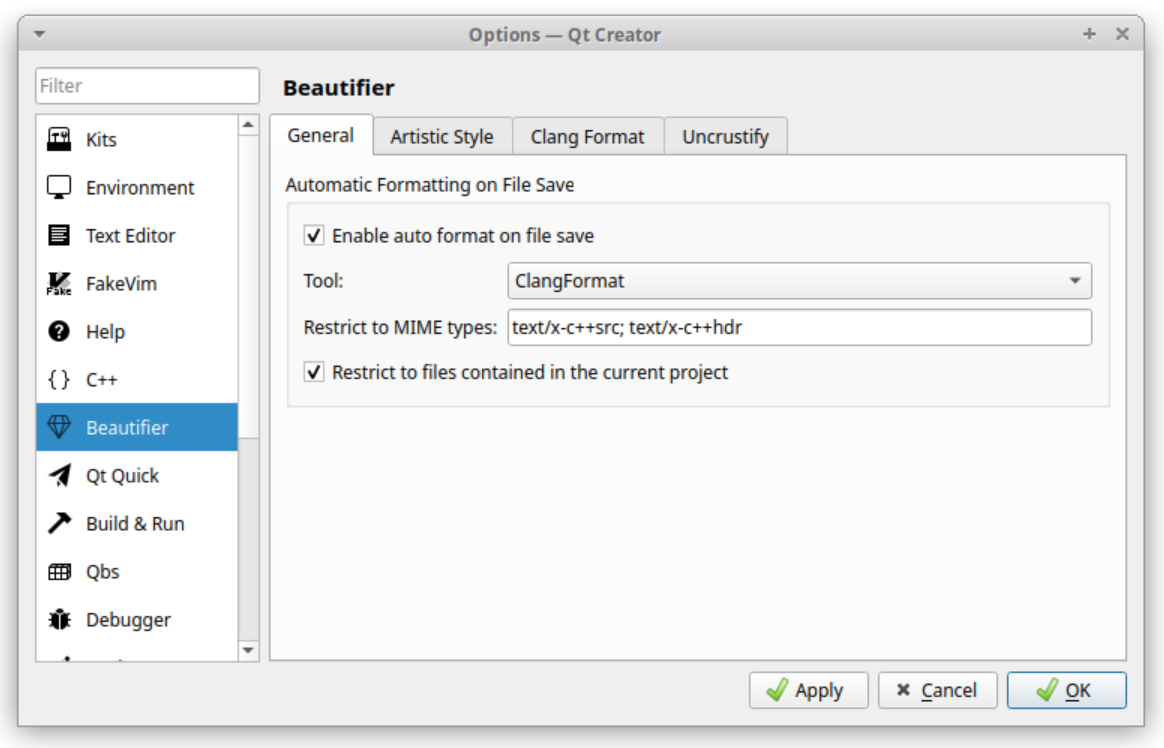 Options — Qt Creator
Filter
Kits
Environment
Text Editor
Fake
FakeVim
Help
C++
Beautifier
Qt Quick
Build & Run
Qbs
Debugger
Beautifier
General
Artistic Style
Clang Format
Uncrustify
Automatic Formatting on File Save
Enable auto format on file save
Tool: ClangFormat
Restrict to MIME types: text/x-c++src; text/x-c++hdr
Restrict to files contained in the current project
Apply
Cancel
OK